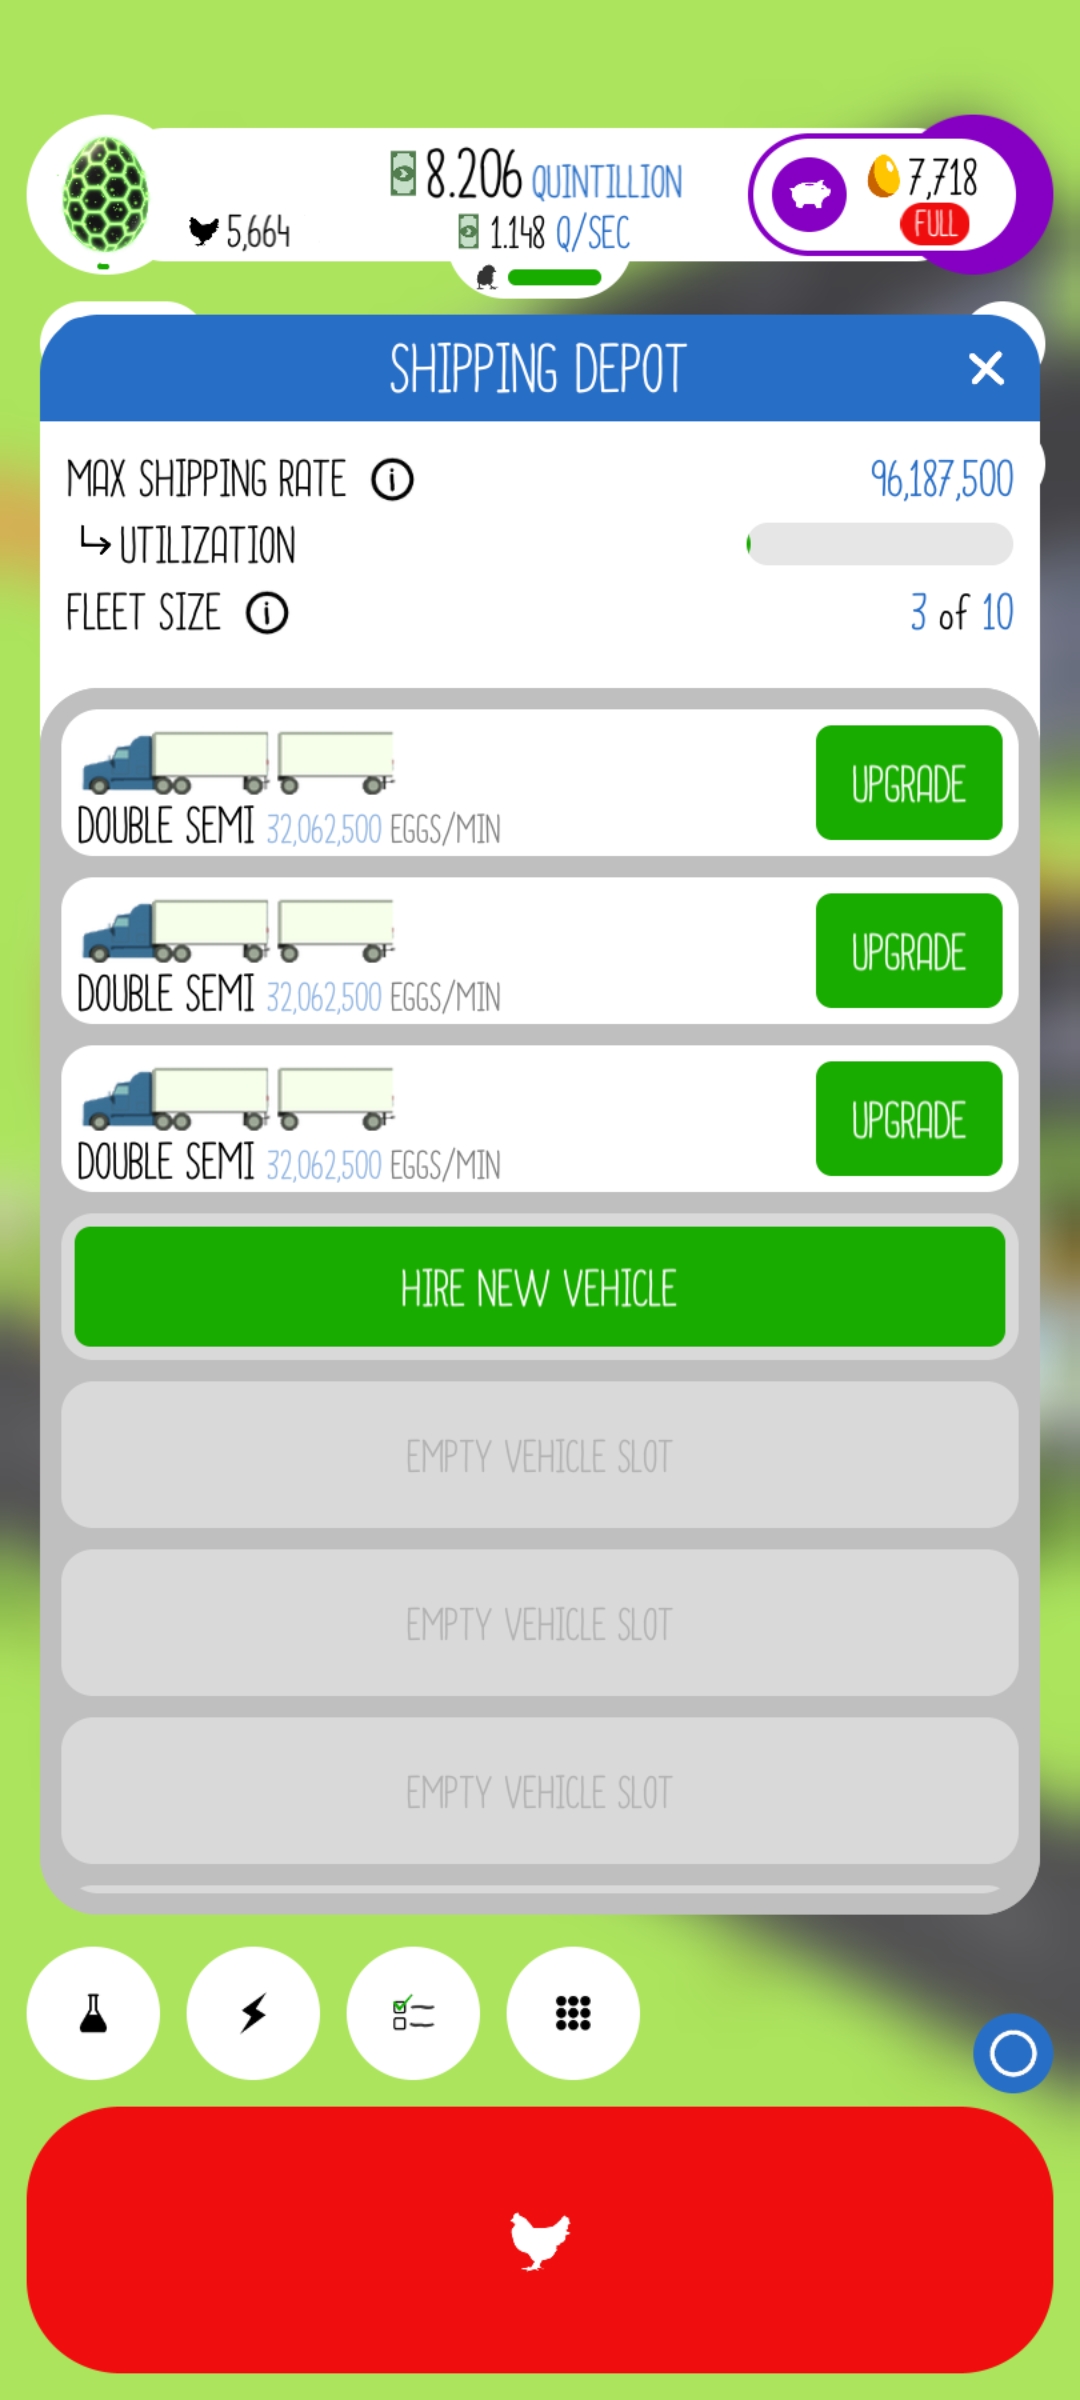 8.206 QUINTILLION
7,718
5,664
1.148 Q/SEC
FULL
SHIPPING DEPOT
MAX SHIPPING RATE
96,187,500
UTILIZATION
FLEET SIZE
3 of 10
UPGRADE
DOUBLE SEMI 32,062,500 EGGS/MIN
UPGRADE
DOUBLE SEMI 32,062,500 EGGS/MIN
UPGRADE
DOUBLE SEMI 32,062,500 EGGS/MIN
HIRE NEW VEHICLE
EMPTY VEHICLE SLOT
EMPTY VEHICLE SLOT
EMPTY VEHICLE SLOT